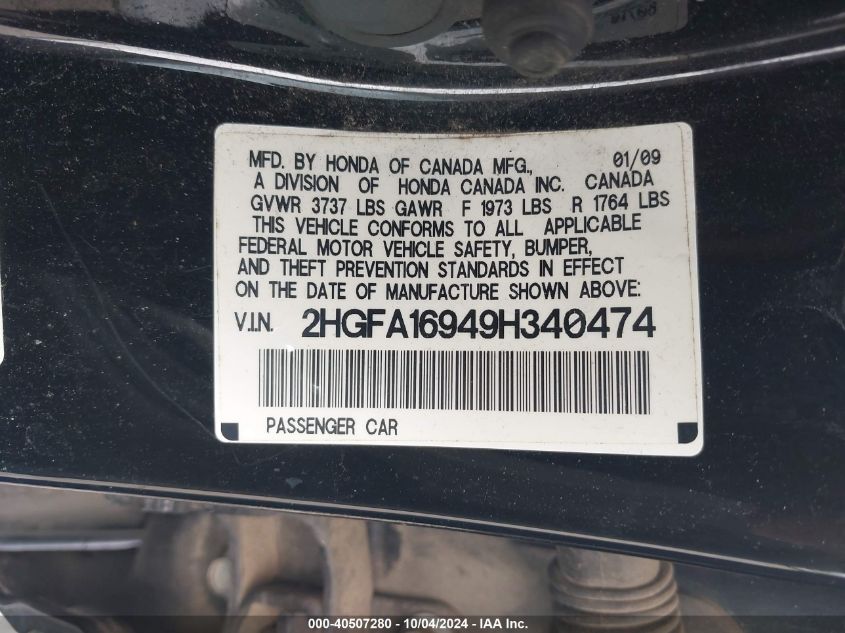 MFD. BY HONDA OF CANADA MFG., 01/09
A DIVISION OF HONDA CANADA INC. CANADA
GVWR 3737 LBS GAWR F 1973 LBS R 1764 LBS
THIS VEHICLE CONFORMS TO ALL APPLICABLE
FEDERAL MOTOR VEHICLE SAFETY, BUMPER,
AND THEFT PREVENTION STANDARDS IN EFFECT
ON THE DATE OF MANUFACTURE SHOWN ABOVE:
V.I.N. 2HGFA16949H340474
PASSENGER CAR
000-40507280 - 10/04/2024 - IAA Inc.